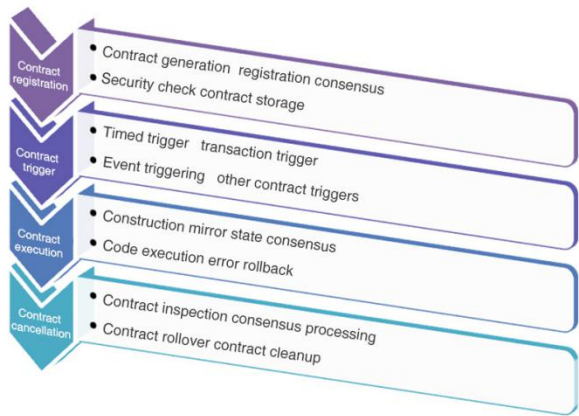 Contract
registration
Contract generation registration consensus
Security check contract storage
Contract
trigger
Timed trigger transaction trigger
Event triggering other contract triggers
Contract
execution
Construction mirror state consensus
Code execution error rollback
Contract
cancellation
Contract inspection consensus processing
Contract rollover contract cleanup